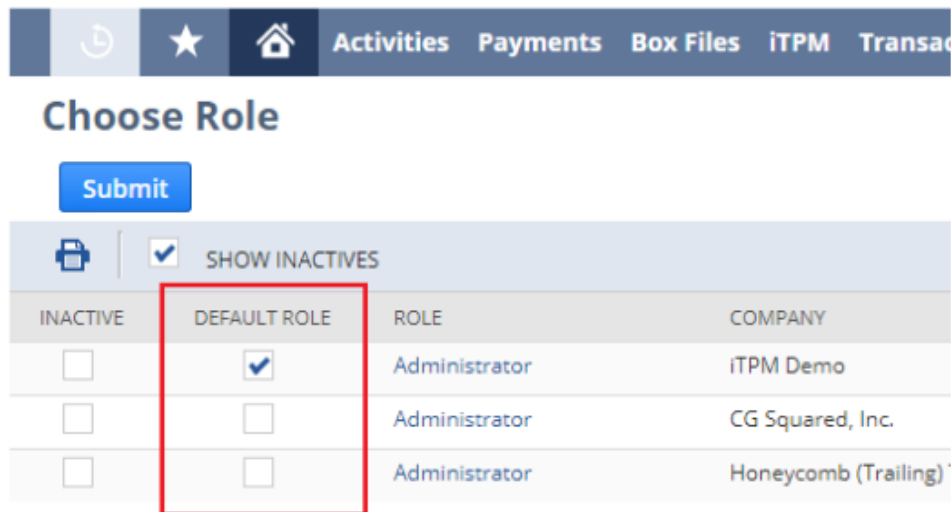 Activities Payments Box Files iTPM Transac
Choose Role
Submit
SHOW INACTIVES
INACTIVE DEFAULT ROLE ROLE COMPANY
Administrator iTPM Demo
Administrator CG Squared, Inc.
Administrator Honeycomb (Trailing)